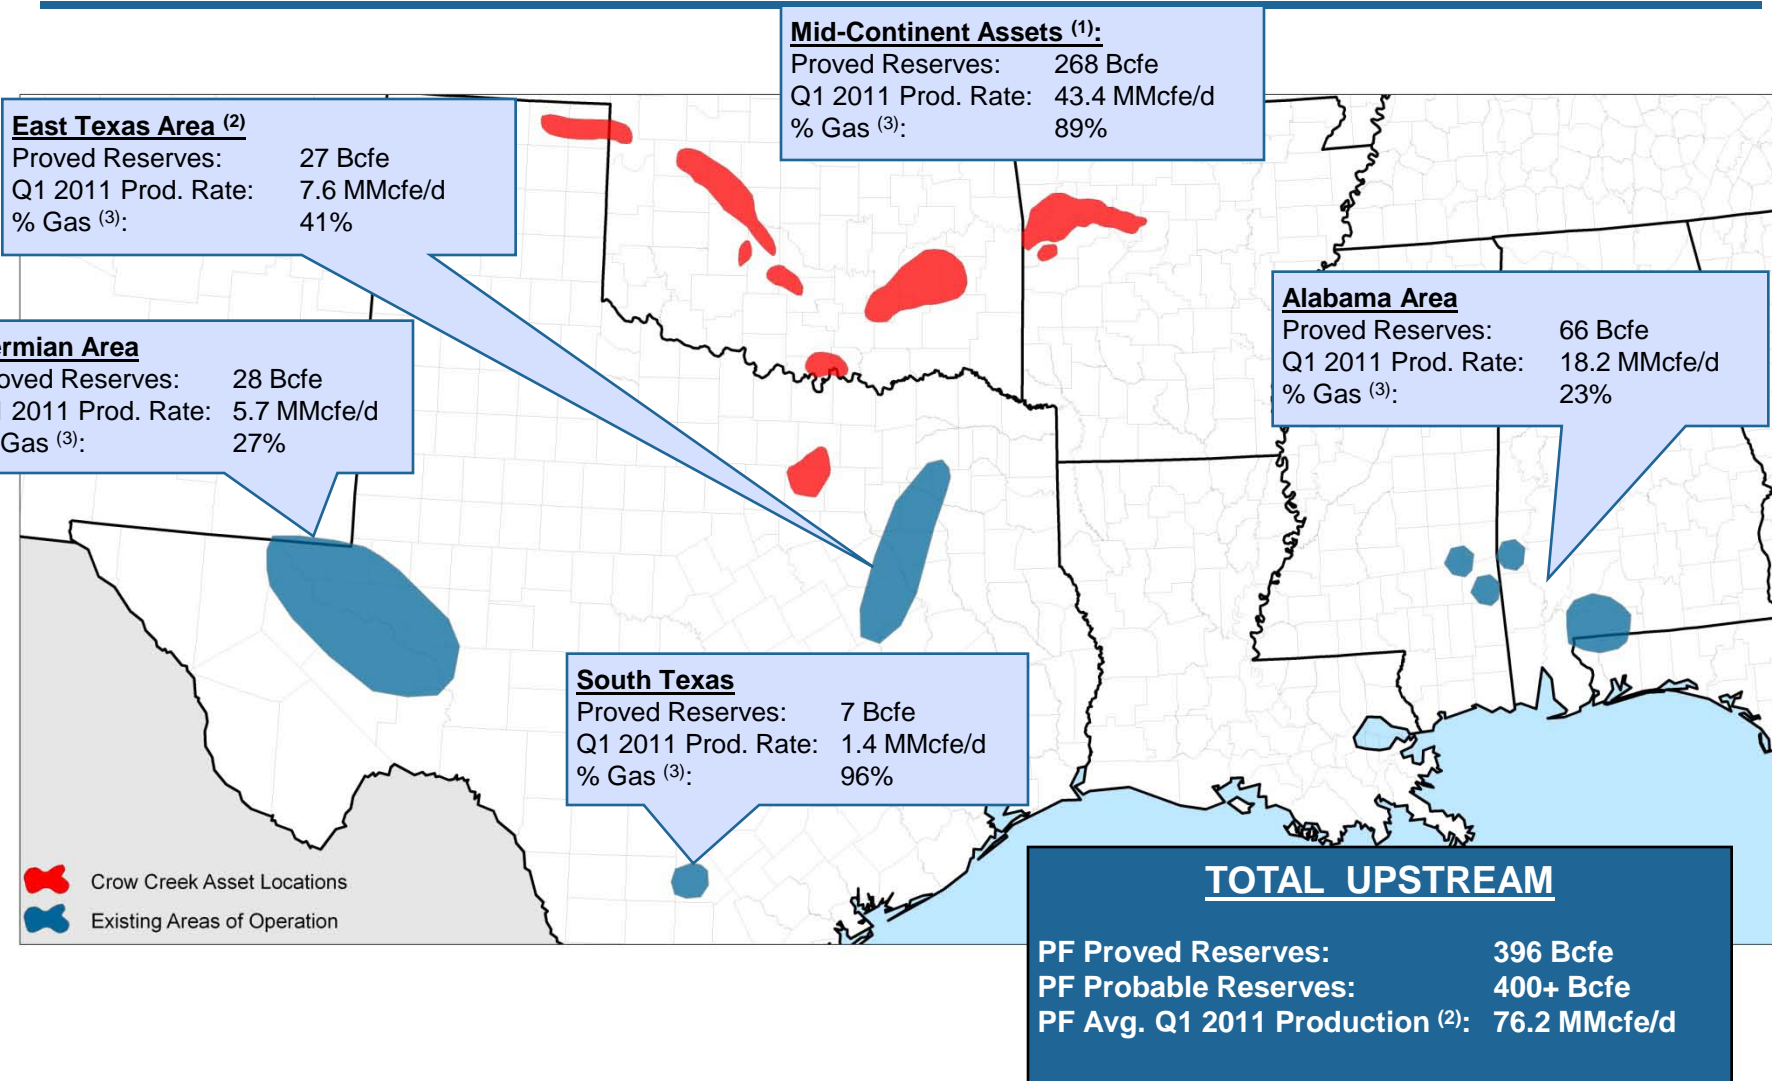 Mid-Continent Assets (1):
Proved Reserves: 268 Bcfe
Q1 2011 Prod. Rate: 43.4 MMcfe/d
% Gas (3): 89%
East Texas Area (2)
Proved Reserves: 27 Bcfe
Q1 2011 Prod. Rate: 7.6 MMcfe/d
% Gas (3): 41%
Alabama Area
Proved Reserves: 66 Bcfe
Q1 2011 Prod. Rate: 18.2 MMcfe/d
% Gas (3): 23%
ermian Area
oved Reserves: 28 Bcfe
2011 Prod. Rate: 5.7 MMcfe/d
Gas (3): 27%
South Texas
Proved Reserves: 7 Bcfe
Q1 2011 Prod. Rate: 1.4 MMcfe/d
% Gas (3): 96%
Crow Creek Asset Locations
Existing Areas of Operation
TOTAL UPSTREAM
PF Proved Reserves: 396 Bcfe
PF Probable Reserves: 400+ Bcfe
PF Avg. Q1 2011 Production (2): 76.2 MMcfe/d